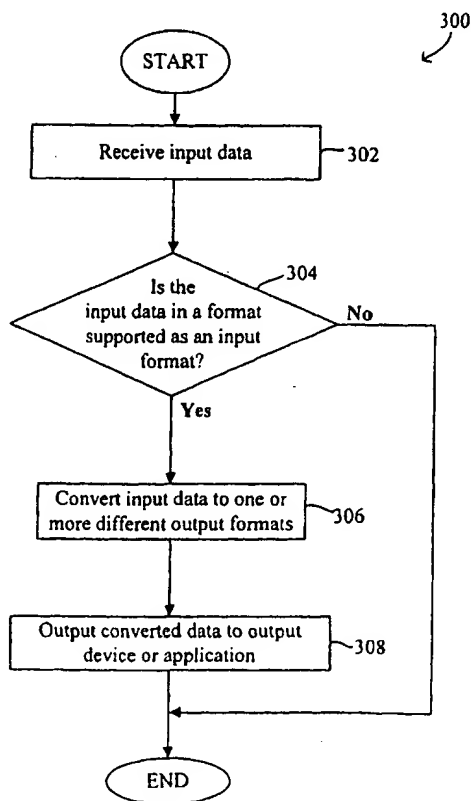 300
START
Receive input data
302
304
Is the
input data in a format
supported as an input
format?
No
Yes
Convert input data to one or
more different output formats
306
Output converted data to output
device or application
308
END